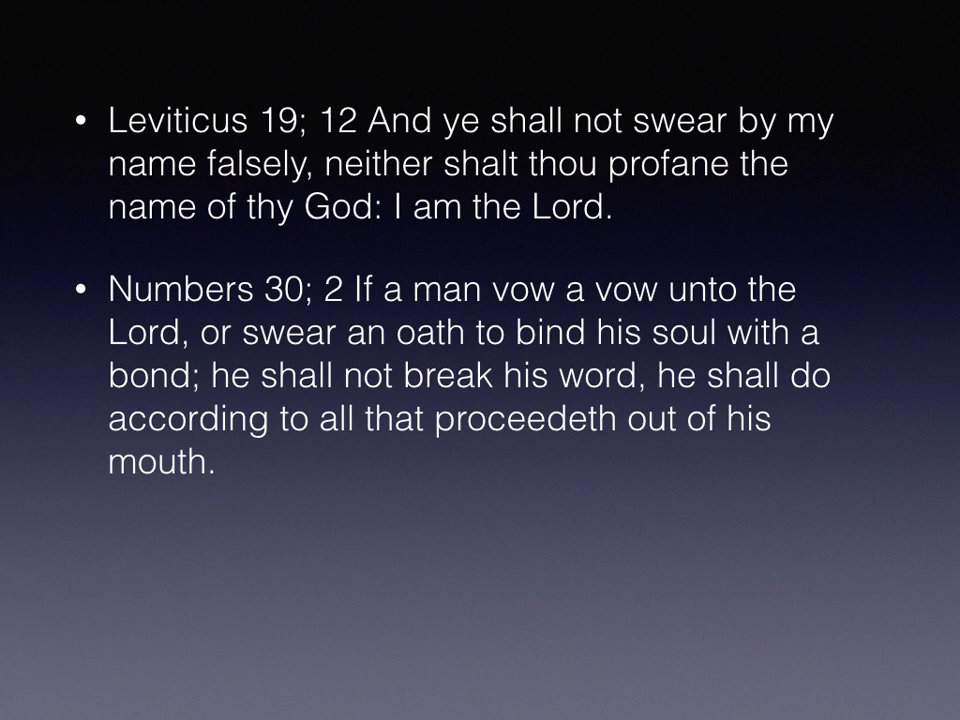 • Leviticus 19; 12 And ye shall not swear by my
name falsely, neither shalt thou profane the
name of thy God: I am the Lord.
• Numbers 30; 2 If a man vow a vow unto the
Lord, or swear an oath to bind his soul with a
bond; he shall not break his word, he shall do
according to all that proceedeth out of his
mouth.